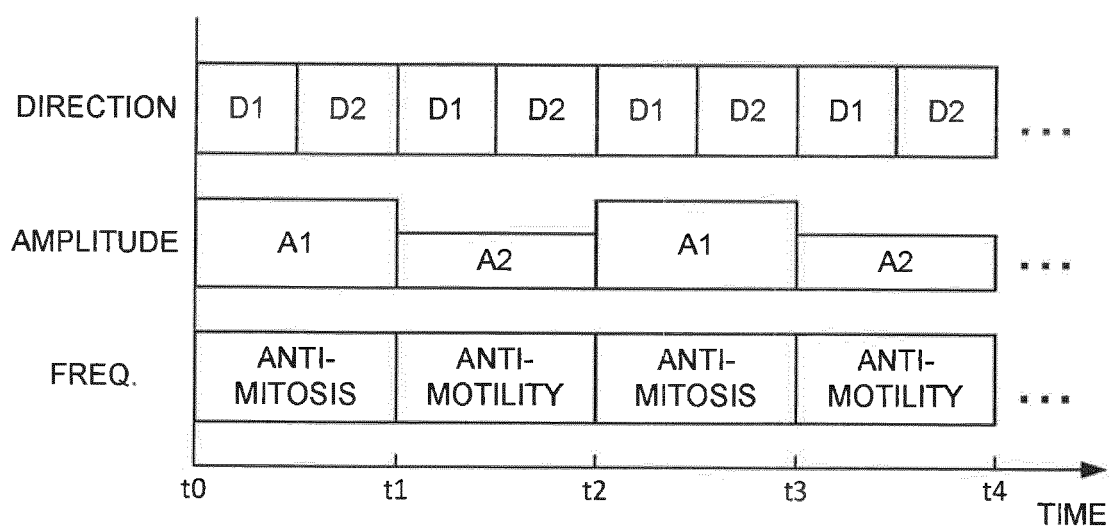 DIRECTION D1 D2 D1 D2 D1 D2 D1 D2 ...
AMPLITUDE A1 A2 A1 A2 ...
FREQ. ANTI- ANTI- ANTI- ANTI- ...
MITOSIS MOTILITY MITOSIS MOTILITY
t0 t1 t2 t3 t4
TIME